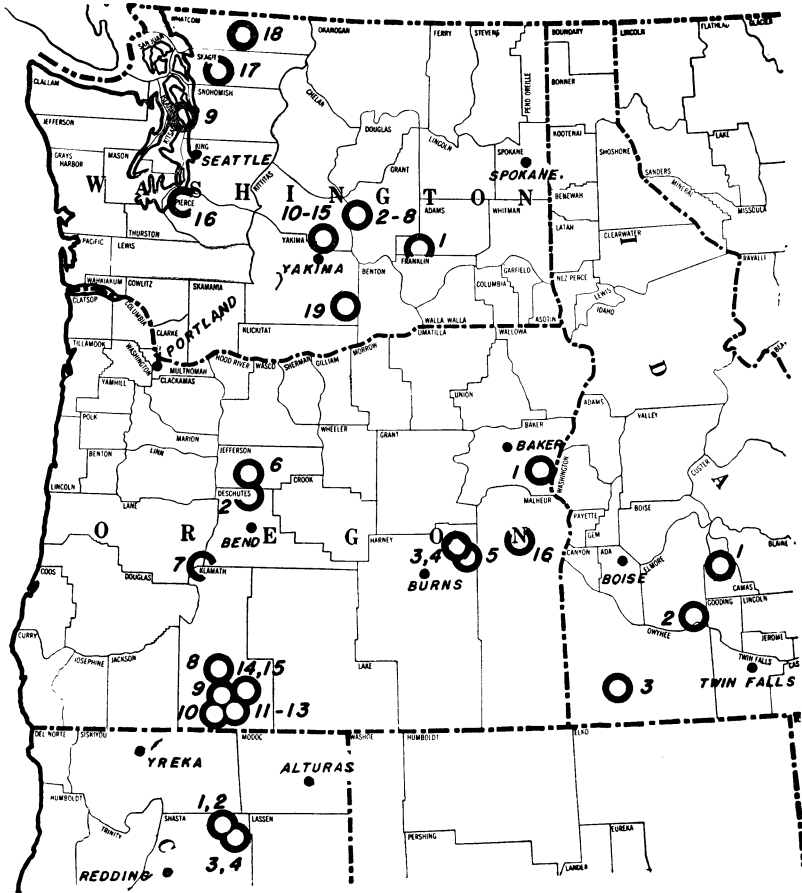 WHATCOM
18
OKANOGAN
FERRY
STEVENS
BOUNDARY
LINCOLN
FLATHEAD
GLACIER
SAN JUAN
SKAGIT
17
CLALLAM
SNOHOMISH
CHELAN
PEND OREILLE
BONNER
JEFFERSON
9
DOUGLAS
LINCOLN
KOOTENAI
SHOSHONE
LAKE
GRAYS HARBOR
MASON
KING
SEATTLE
KITTITAS
GRANT
SPOKANE
SPOKANE
SANDERS
MINERAL
WASHINGTON
PIERCE
16
10-15
2-8
ADAMS
WHITMAN
BENEWAH
MISSOULA
THURSTON
1
LATAH
CLEARWATER
I
PACIFIC
LEWIS
YAKIMA
YAKIMA
FRANKLIN
BENTON
GARFIELD
COLUMBIA
NEZ PERCE
RAVALLI
WAHKIAKUM
COWLITZ
SKAMANIA
LEWIS
CLATSOP
COLUMBIA
19
WALLA WALLA
ASOTIN
IDAHO
CLARKE
PORTLAND
KLICKITAT
UMATILLA
WALLOWA
TILLAMOOK
WASHINGTON
MULTNOMAH
HOOD RIVER
WASCO
SHERMAN
GILLIAM
MORROW
YAMHILL
CLACKAMAS
UNION
D
ADAMS
POLK
MARION
WHEELER
GRANT
BAKER
VALLEY
BENTON
LINN
JEFFERSON
6
CROOK
BAKER
1
WASHINGTON
CUSTER
A
LINCOLN
LANE
DESCHUTES
2
MALHEUR
PAYETTE
BOISE
GEM
OREGON
BEND
HARNEY
3,4
5
16
CANYON
ADA
BOISE
ELMORE
1
BLAINE
7
KLAMATH
BURNS
CAMAS
COOS
DOUGLAS
2
GOODING
LINCOLN
CURRY
OWYHEE
JEROME
JOSEPHINE
JACKSON
8
14,15
LAKE
TWIN FALLS
TWIN FALLS
9
3
10
11-13
DEL NORTE
SISKIYOU
MODOC
WASHOE
HUMBOLDT
ELKO
YREKA
ALTURAS
HUMBOLDT
1,2
TRINITY
SHASTA
LASSEN
PERSHING
EUREKA
3,4
REDDING
LANDER